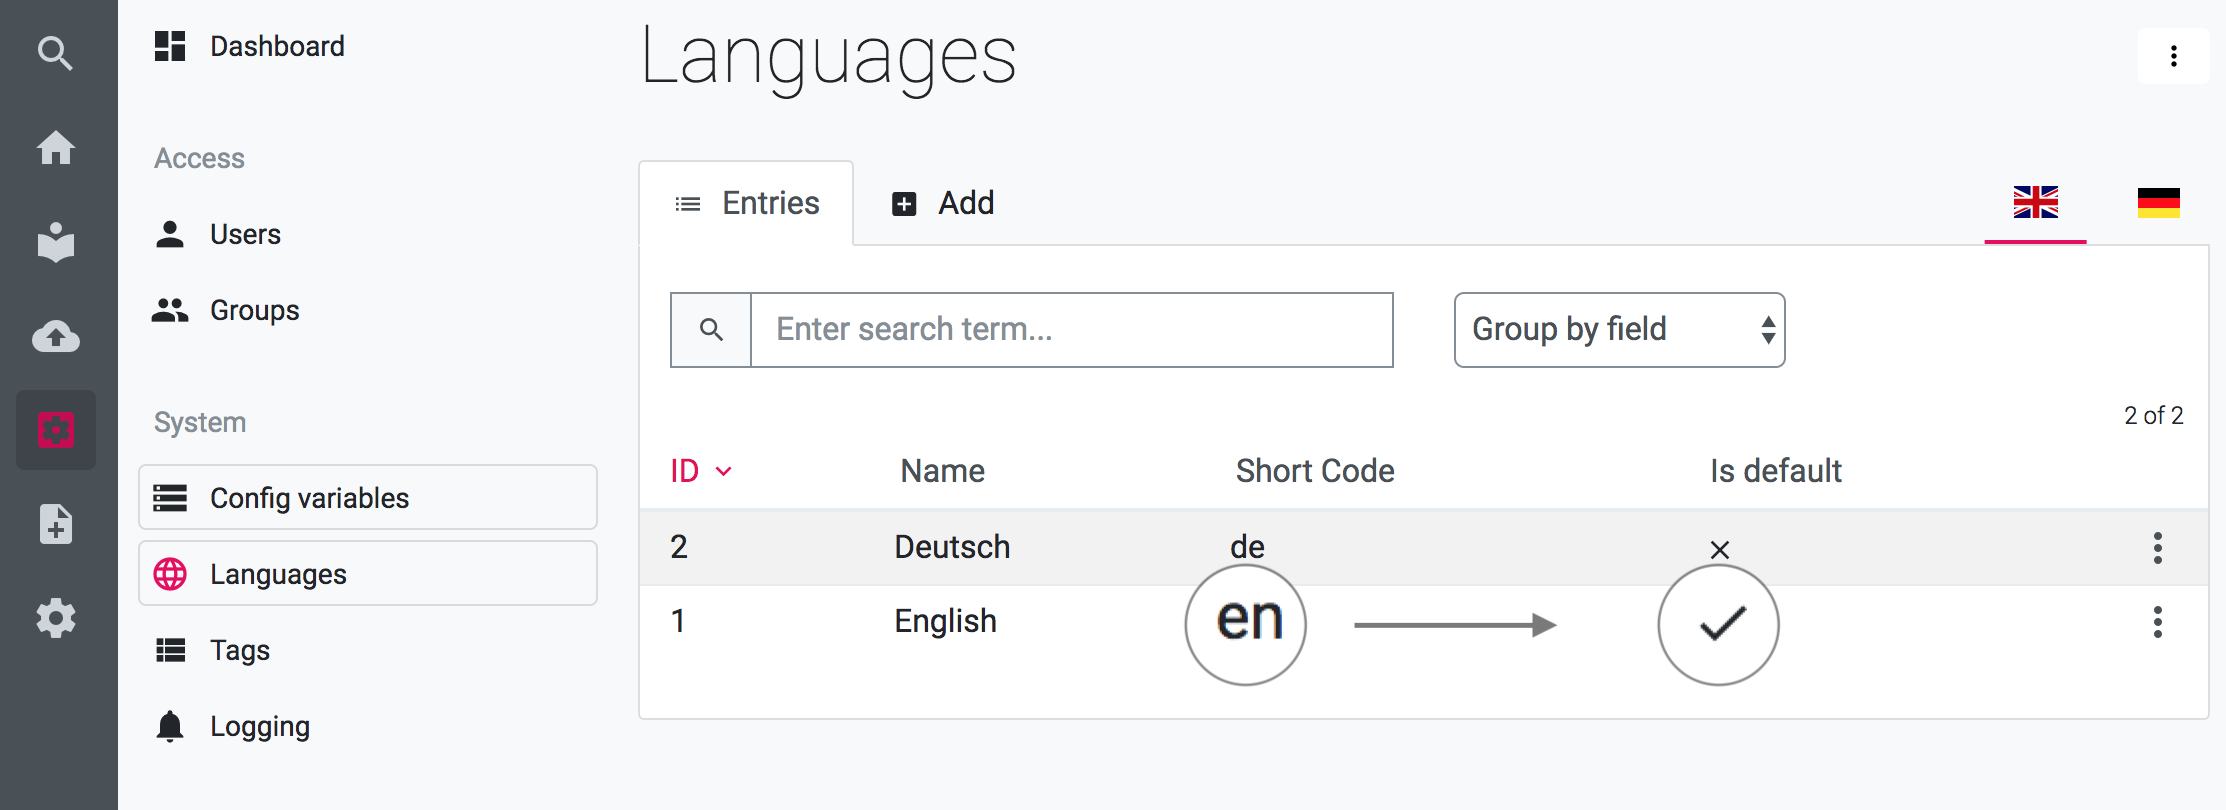 Dashboard
Access
Users
Groups
System
Config variables
Languages
Tags
Logging
Languages
Entries Add
Enter search term... Group by field
2 of 2
ID Name Short Code Is default
2 Deutsch de
1 English en